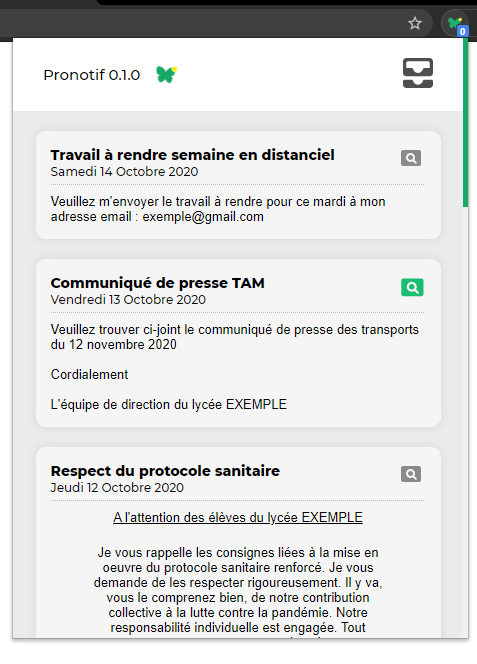 0
Pronotif 0.1.0
Travail à rendre semaine en distanciel
Samedi 14 Octobre 2020
Veuillez m'envoyer le travail à rendre pour ce mardi à mon
adresse email : exemple@gmail.com
Communiqué de presse TAM
Vendredi 13 Octobre 2020
Veuillez trouver ci-joint le communiqué de presse des transports
du 12 novembre 2020
Cordialement
L'équipe de direction du lycée EXEMPLE
Respect du protocole sanitaire
Jeudi 12 Octobre 2020
A l'attention des élèves du lycée EXEMPLE
Je vous rappelle les consignes liées à la mise en
oeuvre du protocole sanitaire renforcé. Je vous
demande de les respecter rigoureusement. Il y va,
vous le comprenez bien, de notre contribution
collective à la lutte contre la pandémie. Notre
responsabilité individuelle est engagée. Tout